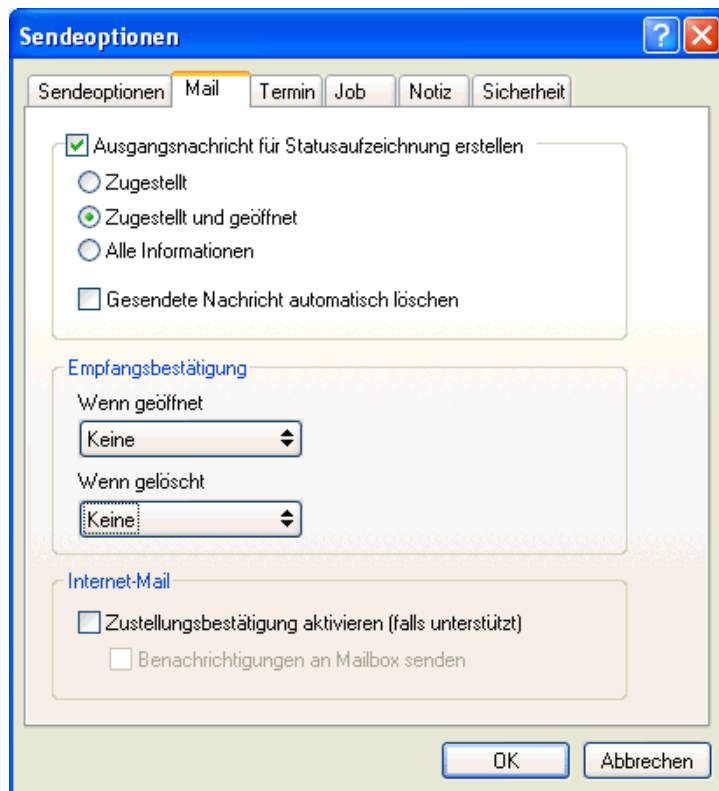 Sendeoptionen
Sendeoptionen Mail Termin Job Notiz Sicherheit
Ausgangsnachricht für Statusaufzeichnung erstellen
Zugestellt
Zugestellt und geöffnet
Alle Informationen
Gesendete Nachricht automatisch löschen
Empfangsbestätigung
Wenn geöffnet
Keine
Wenn gelöscht
Keine
Internet-Mail
Zustellungsbestätigung aktivieren (falls unterstützt)
Benachrichtigungen an Mailbox senden
OK Abbrechen